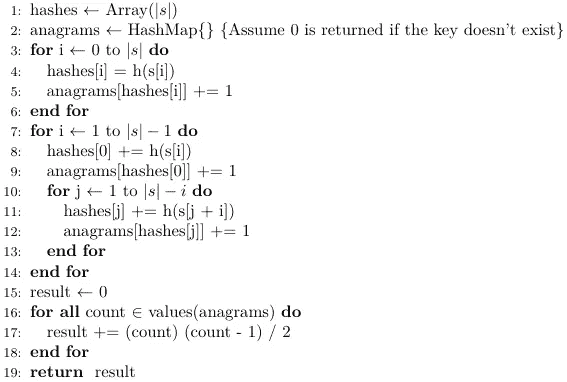 1: hashes ← Array(|s|)
2: anagrams ← HashMap{} {Assume 0 is returned if the key doesn't exist}
3: for i ← 0 to |s| do
4: hashes[i] = h(s[i])
5: anagrams[hashes[i]] += 1
6: end for
7: for i ← 1 to |s| − 1 do
8: hashes[0] += h(s[i])
9: anagrams[hashes[0]] += 1
10: for j ← 1 to |s| − i do
11: hashes[j] += h(s[j + i])
12: anagrams[hashes[j]] += 1
13: end for
14: end for
15: result ← 0
16: for all count ∈ values(anagrams) do
17: result += (count) (count - 1) / 2
18: end for
19: return result